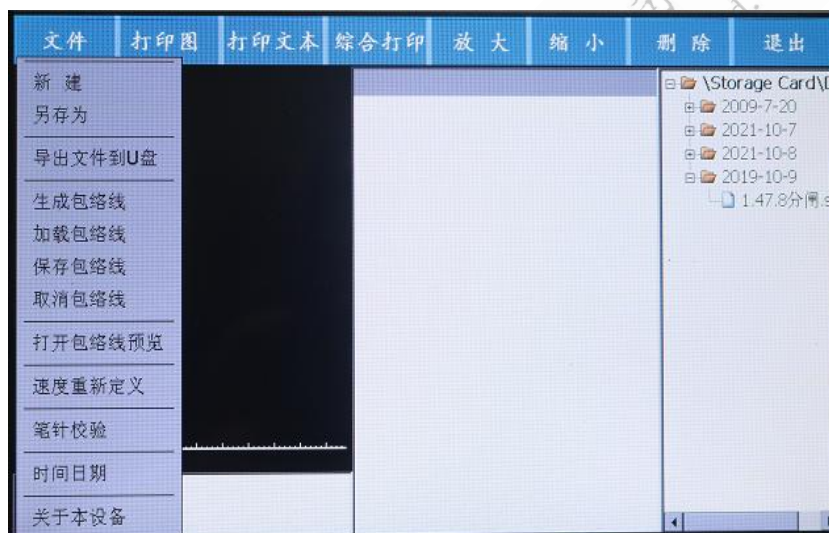 文件 打印图 打印文本 综合打印 放大 缩小 删除 退出
新建
另存为
导出文件到U盘
生成包络线
加载包络线
保存包络线
取消包络线
打开包络线预览
速度重新定义
笔针校验
时间日期
关于本设备
\Storage Card\
2009-7-20
2021-10-7
2021-10-8
2019-10-9
1.47.8分闸.s